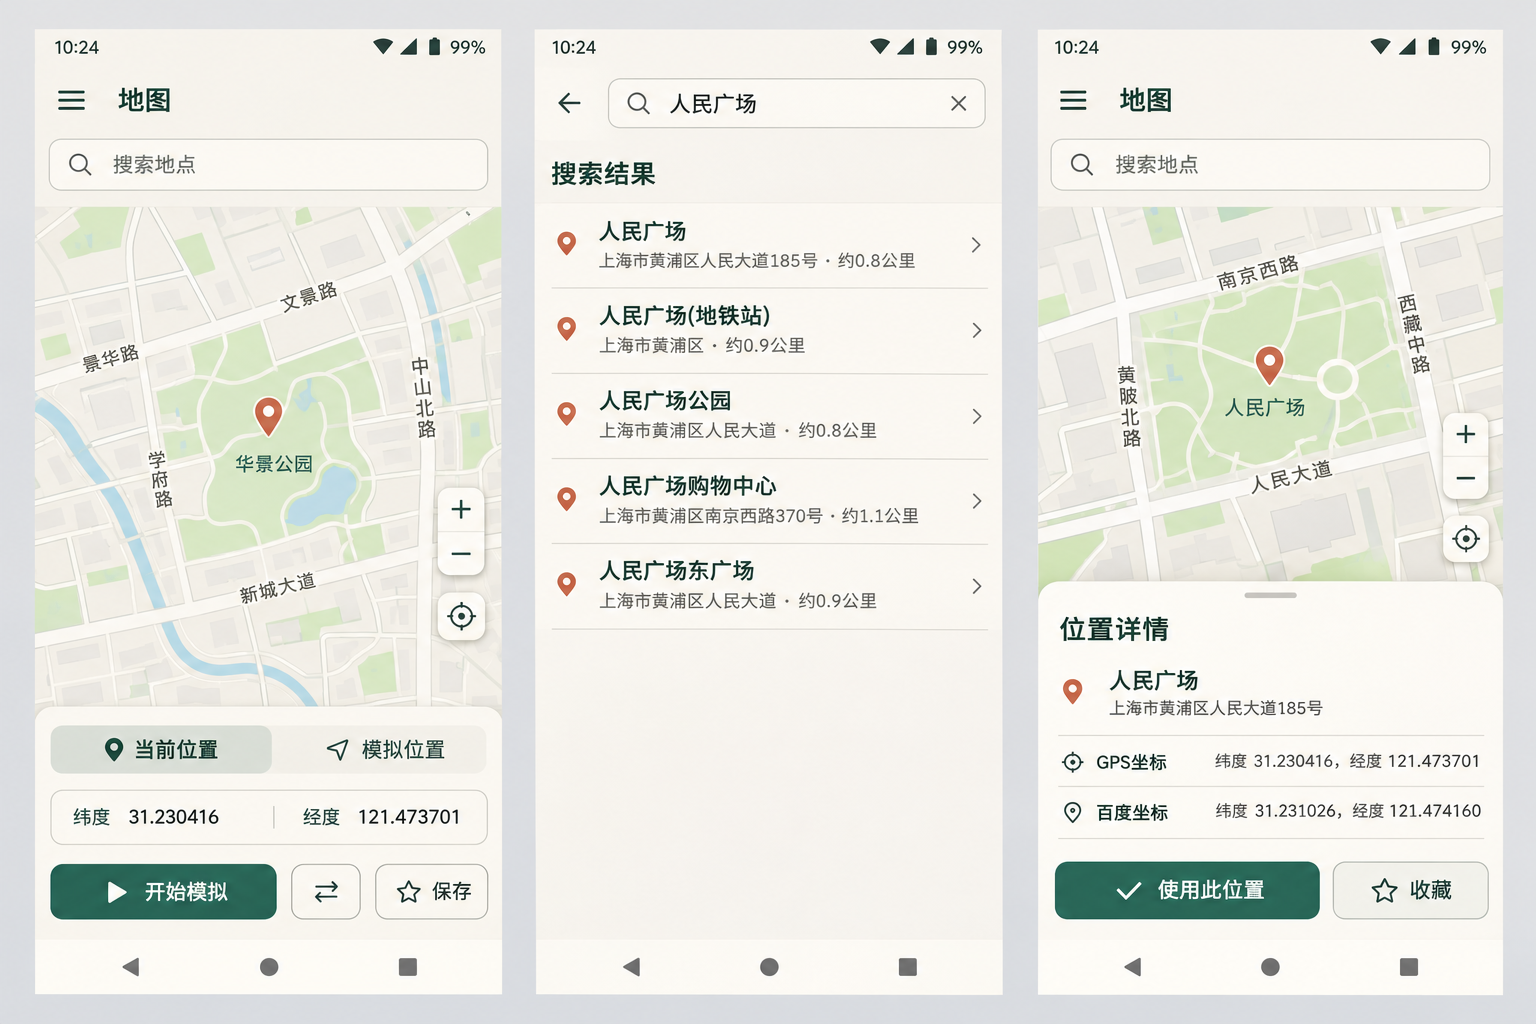 10:24
99%
地图
搜索地点
文景路
景华路
中山北路
学府路
华景公园
新城大道
当前位置
模拟位置
纬度 31.230416
经度 121.473701
开始模拟
保存
10:24
99%
人民广场
搜索结果
人民广场
上海市黄浦区人民大道185号 · 约0.8公里
人民广场(地铁站)
上海市黄浦区 · 约0.9公里
人民广场公园
上海市黄浦区人民大道 · 约0.8公里
人民广场购物中心
上海市黄浦区南京西路370号 · 约1.1公里
人民广场东广场
上海市黄浦区人民大道 · 约0.9公里
10:24
99%
地图
搜索地点
南京西路
西藏中路
黄陂北路
人民广场
人民大道
位置详情
人民广场
上海市黄浦区人民大道185号
GPS坐标 纬度 31.230416，经度 121.473701
百度坐标 纬度 31.231026，经度 121.474160
使用此位置
收藏